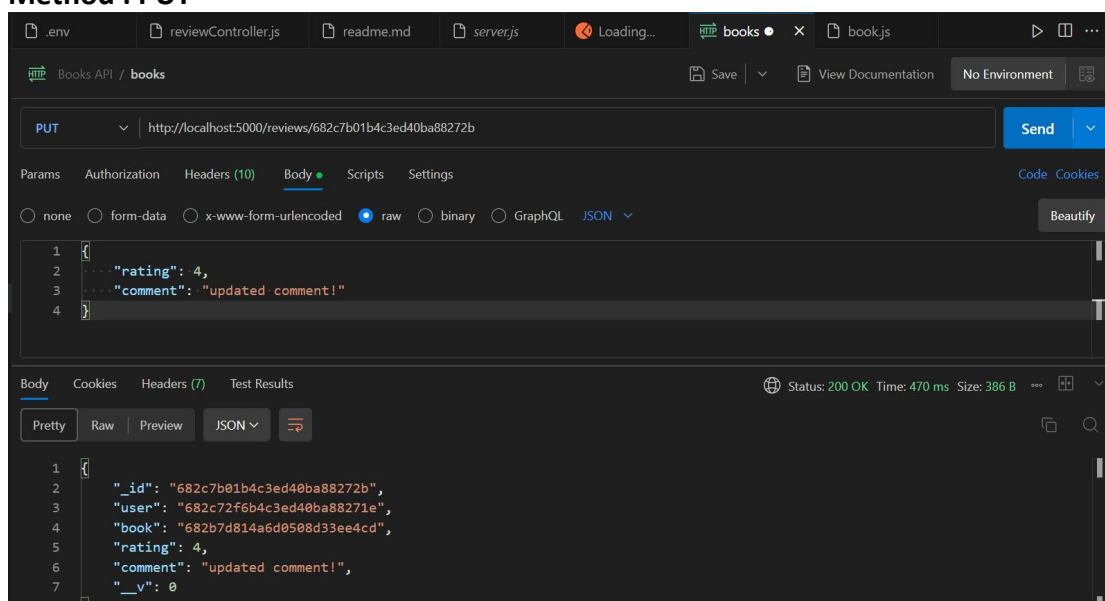 Method : PUT
.env reviewController.js readme.md server.js Loading... HTTP books book.js
HTTP Books API / books Save View Documentation No Environment
PUT http://localhost:5000/reviews/682c7b01b4c3ed40ba88272b Send
Params Authorization Headers (10) Body Scripts Settings Code Cookies
none form-data x-www-form-urlencoded raw binary GraphQL JSON Beautify
1 {
2 "rating": 4,
3 "comment": "updated comment!"
4 }
Body Cookies Headers (7) Test Results Status: 200 OK Time: 470 ms Size: 386 B
Pretty Raw Preview JSON
1 {
2 "_id": "682c7b01b4c3ed40ba88272b",
3 "user": "682c72f6b4c3ed40ba88271e",
4 "book": "682b7d814a6d0508d33ee4cd",
5 "rating": 4,
6 "comment": "updated comment!",
7 "__v": 0